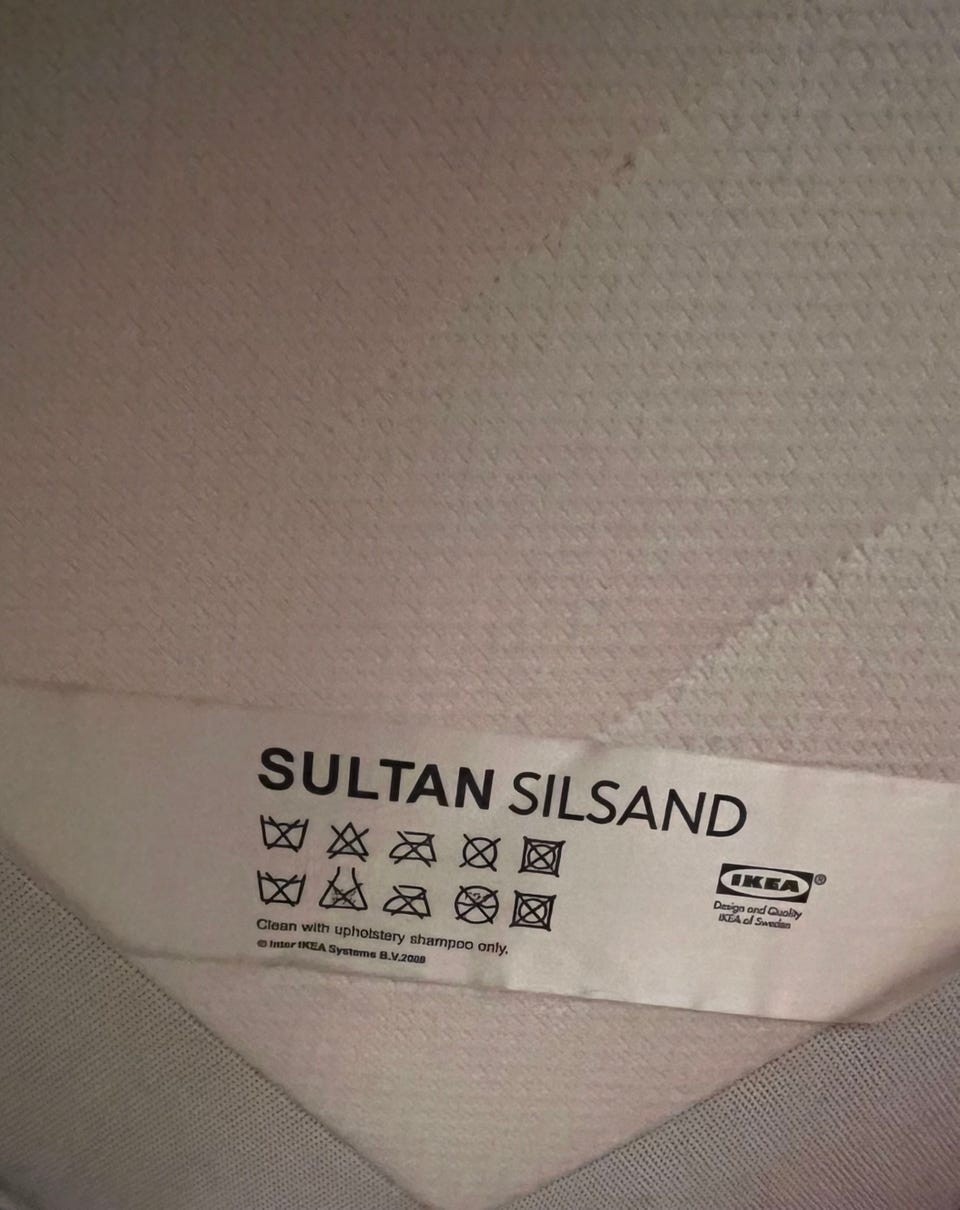 SULTAN SILSAND
Clean with upholstery shampoo only.
© Inter IKEA Systems B.V.2008
IKEA®
Design and Quality
IKEA of Sweden